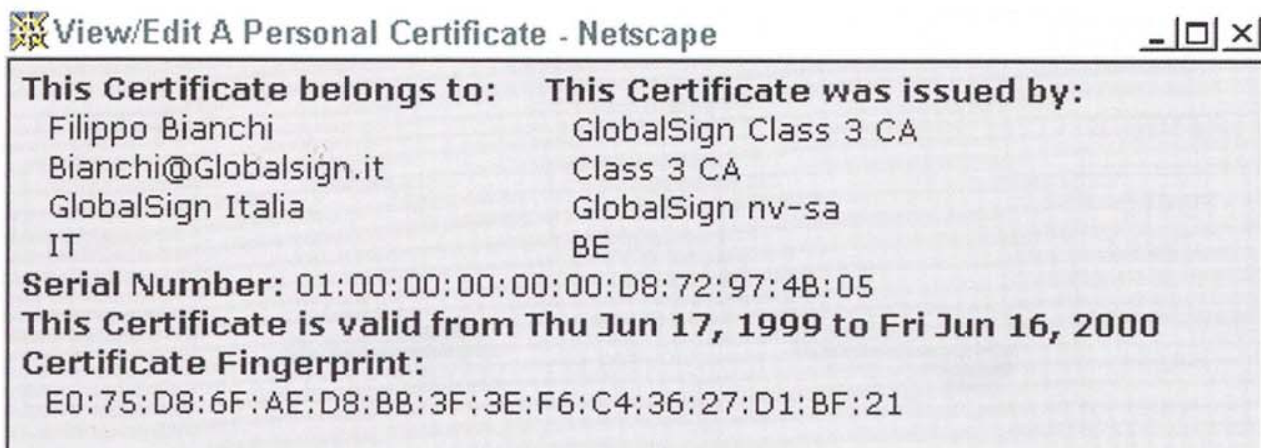 View/Edit A Personal Certificate - Netscape
This Certificate belongs to: This Certificate was issued by:
Filippo Bianchi GlobalSign Class 3 CA
Bianchi@Globalsign.it Class 3 CA
GlobalSign Italia GlobalSign nv-sa
IT BE
Serial Number: 01:00:00:00:00:00:D8:72:97:4B:05
This Certificate is valid from Thu Jun 17, 1999 to Fri Jun 16, 2000
Certificate Fingerprint:
E0:75:D8:6F:AE:D8:BB:3F:3E:F6:C4:36:27:D1:BF:21